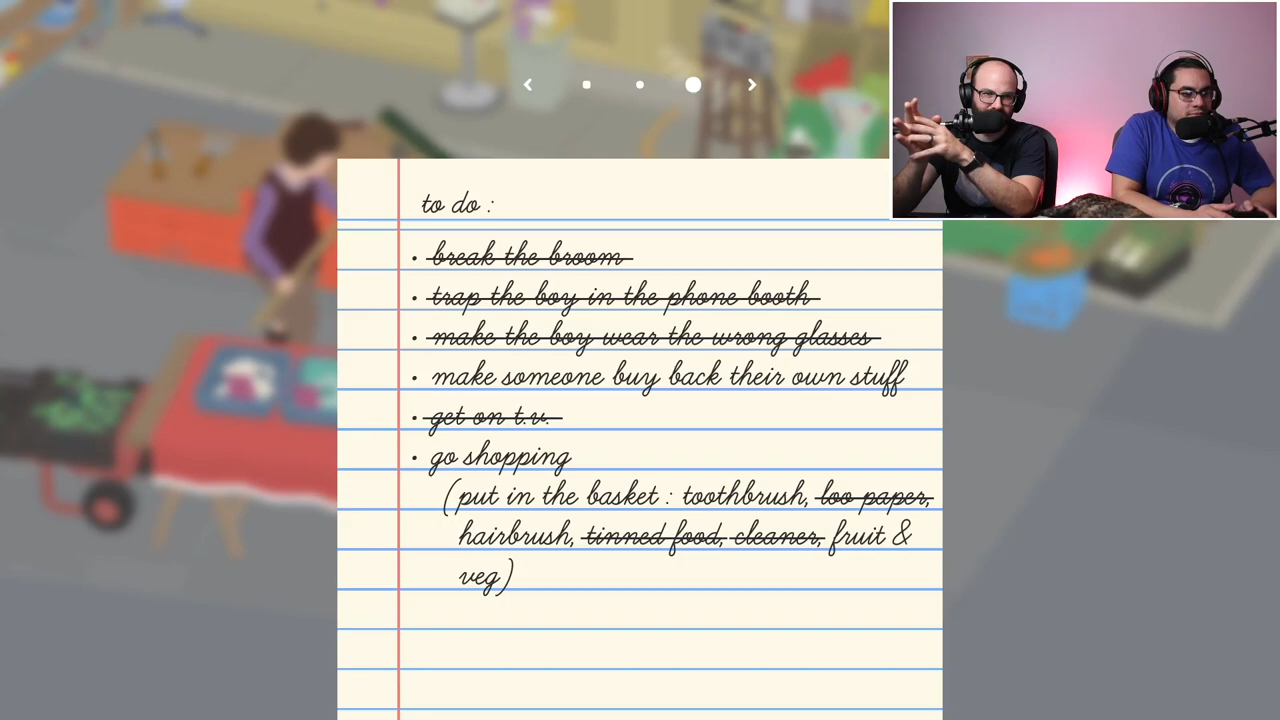 to do :
• break the broom
• trap the boy in the phone booth
• make the boy wear the wrong glasses
• make someone buy back their own stuff
• get on t.v.
• go shopping
(put in the basket : toothbrush, loo paper,
hairbrush, tinned food, cleaner, fruit &
veg)